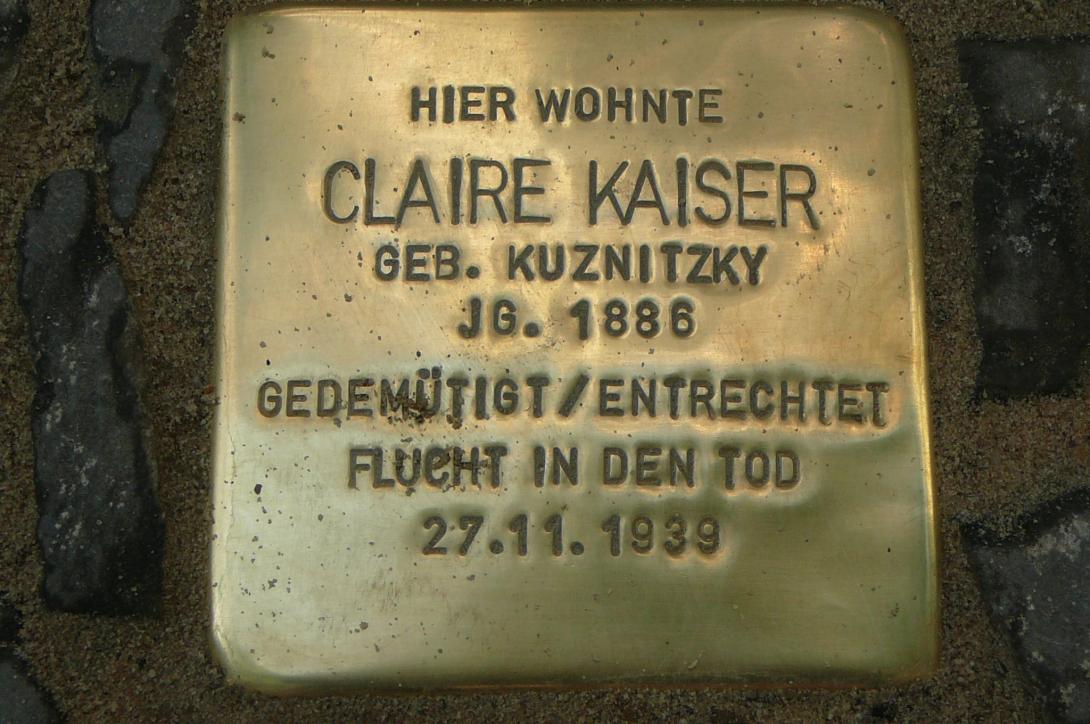 HIER WOHNTE
CLAIRE KAISER
GEB. KUZNITZKY
JG. 1886
GEDEMÜTIGT/ENTRECHTET
FLUCHT IN DEN TOD
27.11.1939